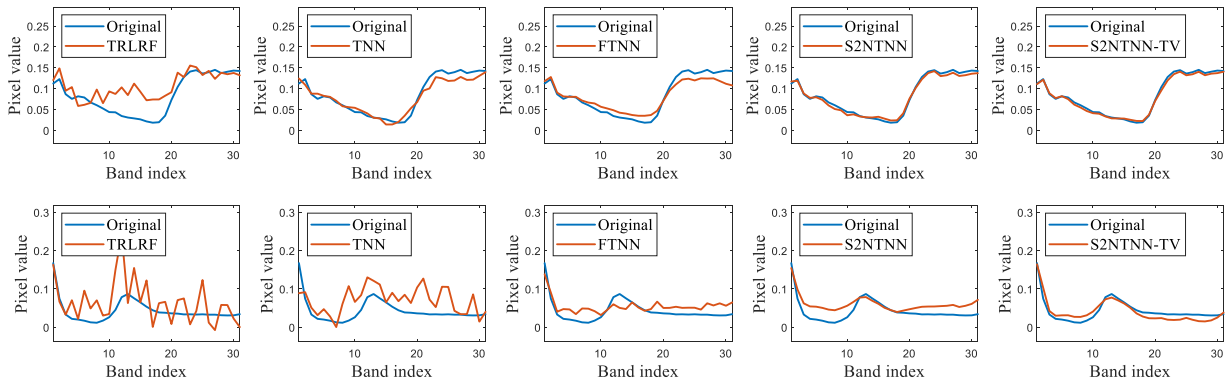 Original
TRLRF
Pixel value
0.25
0.2
0.15
0.1
0.05
0
10
20
30
Band index
Original
TNN
Pixel value
0.25
0.2
0.15
0.1
0.05
0
10
20
30
Band index
Original
FTNN
Pixel value
0.25
0.2
0.15
0.1
0.05
0
10
20
30
Band index
Original
S2NTNN
Pixel value
0.25
0.2
0.15
0.1
0.05
0
10
20
30
Band index
Original
S2NTNN-TV
Pixel value
0.25
0.2
0.15
0.1
0.05
0
10
20
30
Band index
Original
TRLRF
Pixel value
0.3
0.2
0.1
0
10
20
30
Band index
Original
TNN
Pixel value
0.3
0.2
0.1
0
10
20
30
Band index
Original
FTNN
Pixel value
0.3
0.2
0.1
0
10
20
30
Band index
Original
S2NTNN
Pixel value
0.3
0.2
0.1
0
10
20
30
Band index
Original
S2NTNN-TV
Pixel value
0.3
0.2
0.1
0
10
20
30
Band index